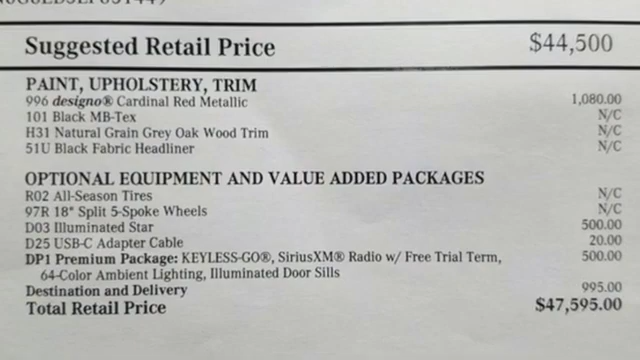 Suggested Retail Price $44,500
PAINT, UPHOLSTERY, TRIM
996 designo® Cardinal Red Metallic 1,080.00
101 Black MB-Tex N/C
H31 Natural Grain Grey Oak Wood Trim N/C
51U Black Fabric Headliner N/C
OPTIONAL EQUIPMENT AND VALUE ADDED PACKAGES
R02 All-Season Tires N/C
97R 18" Split 5-Spoke Wheels N/C
D03 Illuminated Star 500.00
D25 USB-C Adapter Cable 20.00
DP1 Premium Package: KEYLESS-GO®, SiriusXM® Radio w/ Free Trial Term, 500.00
64-Color Ambient Lighting, Illuminated Door Sills
Destination and Delivery 995.00
Total Retail Price $47,595.00